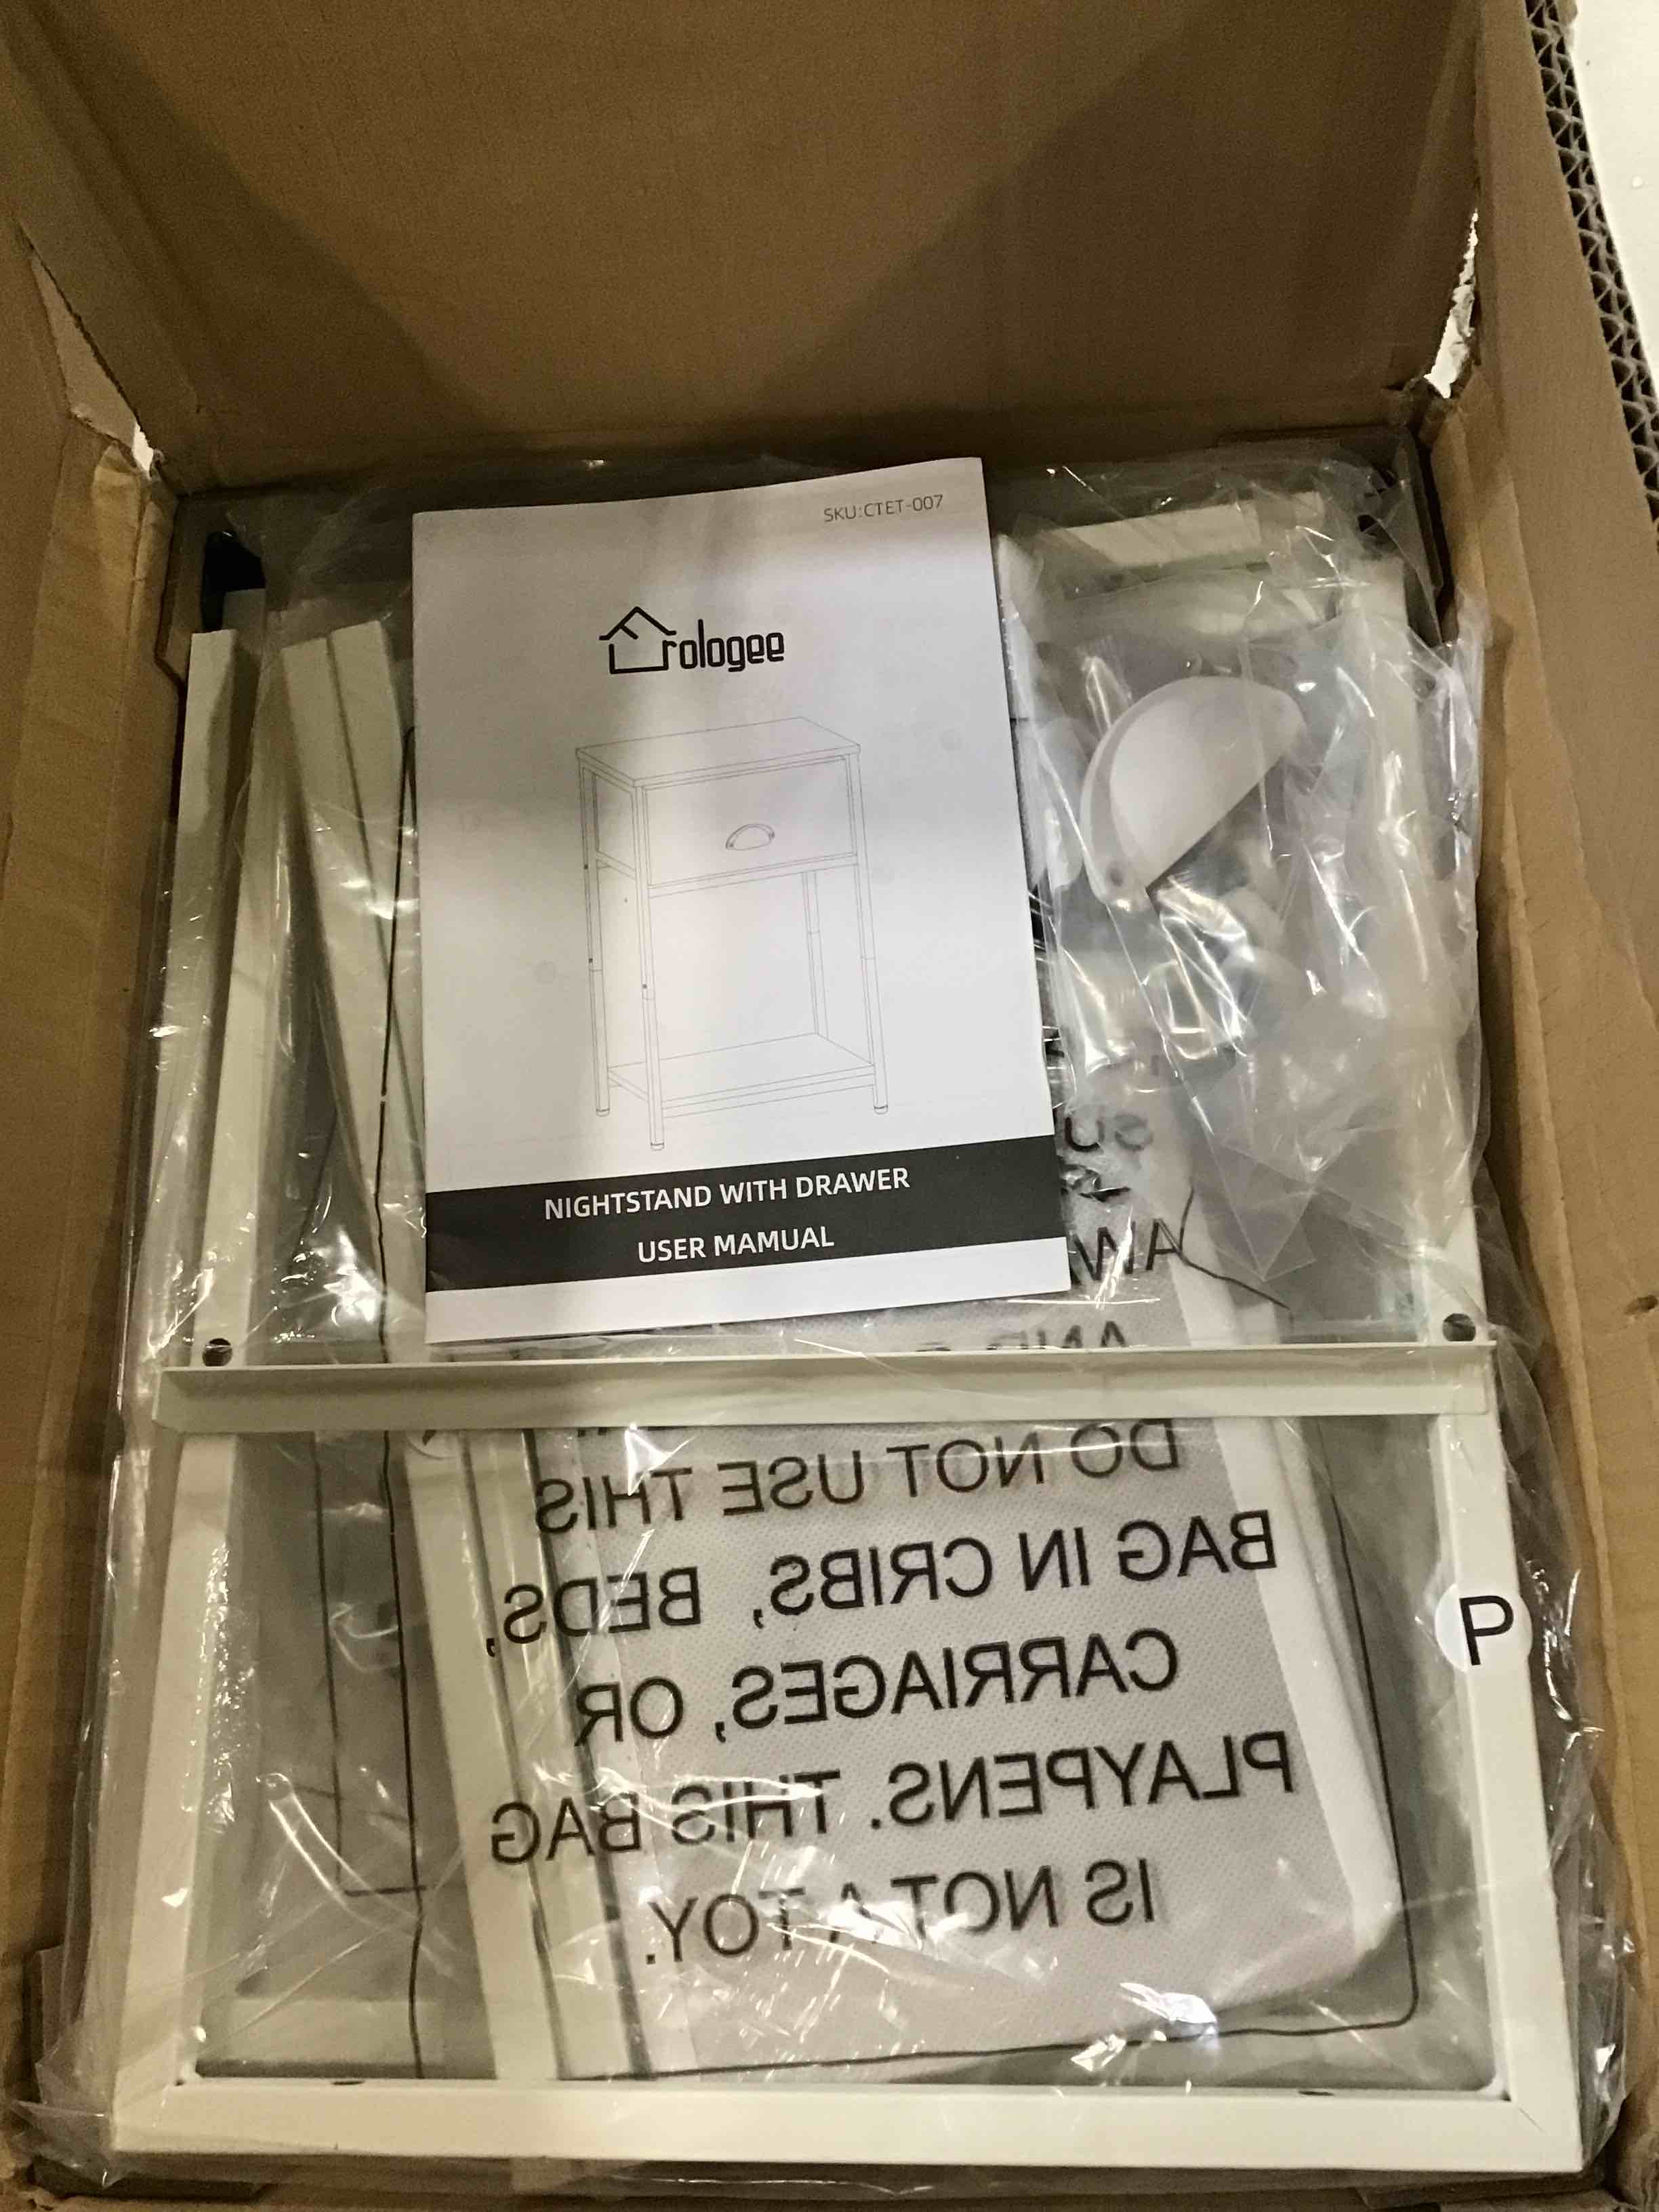 SKU:CTET-007
rologee
NIGHTSTAND WITH DRAWER
USER MAMUAL
DO NOT USE THIS
BAG IN CRIBS, BEDS,
CARRIAGES, OR
PLAYPENS. THIS BAG
IS NOT A TOY.
P